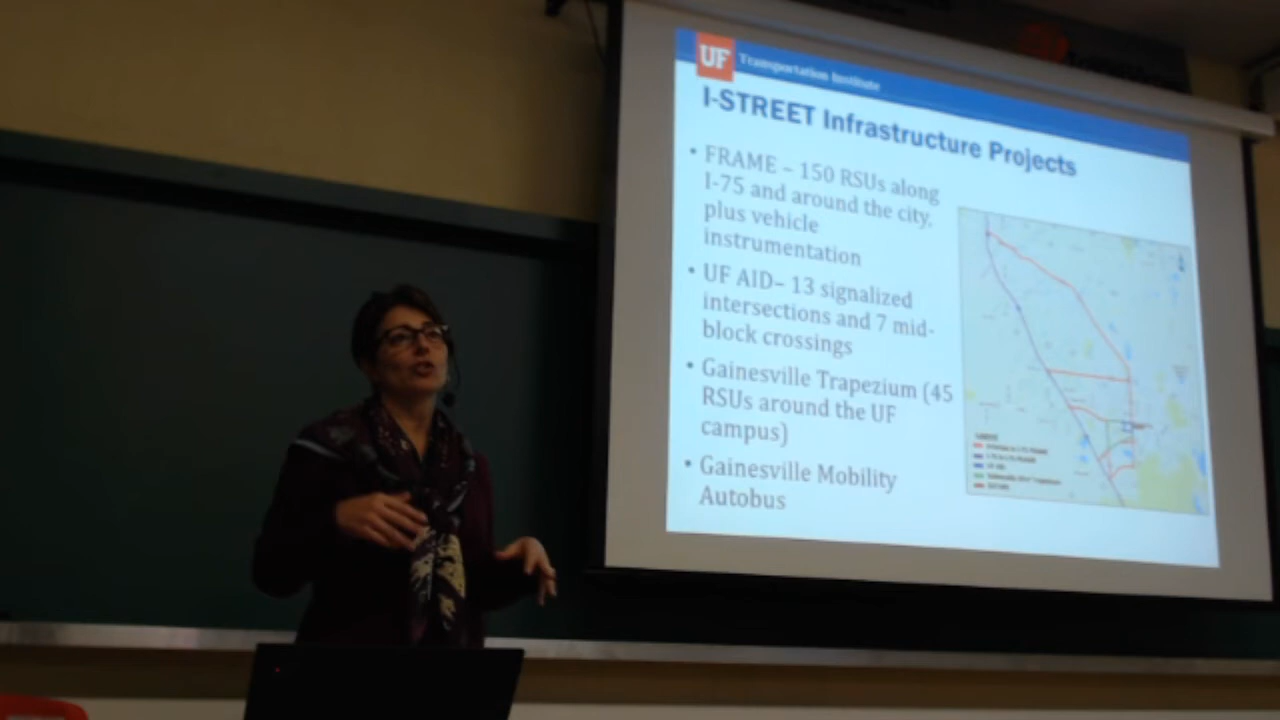 UF Transportation Institute
I-STREET Infrastructure Projects
• FRAME – 150 RSUs along
I-75 and around the city,
plus vehicle
instrumentation
• UF AID– 13 signalized
intersections and 7 mid-
block crossings
• Gainesville Trapezium (45
RSUs around the UF
campus)
• Gainesville Mobility
Autobus